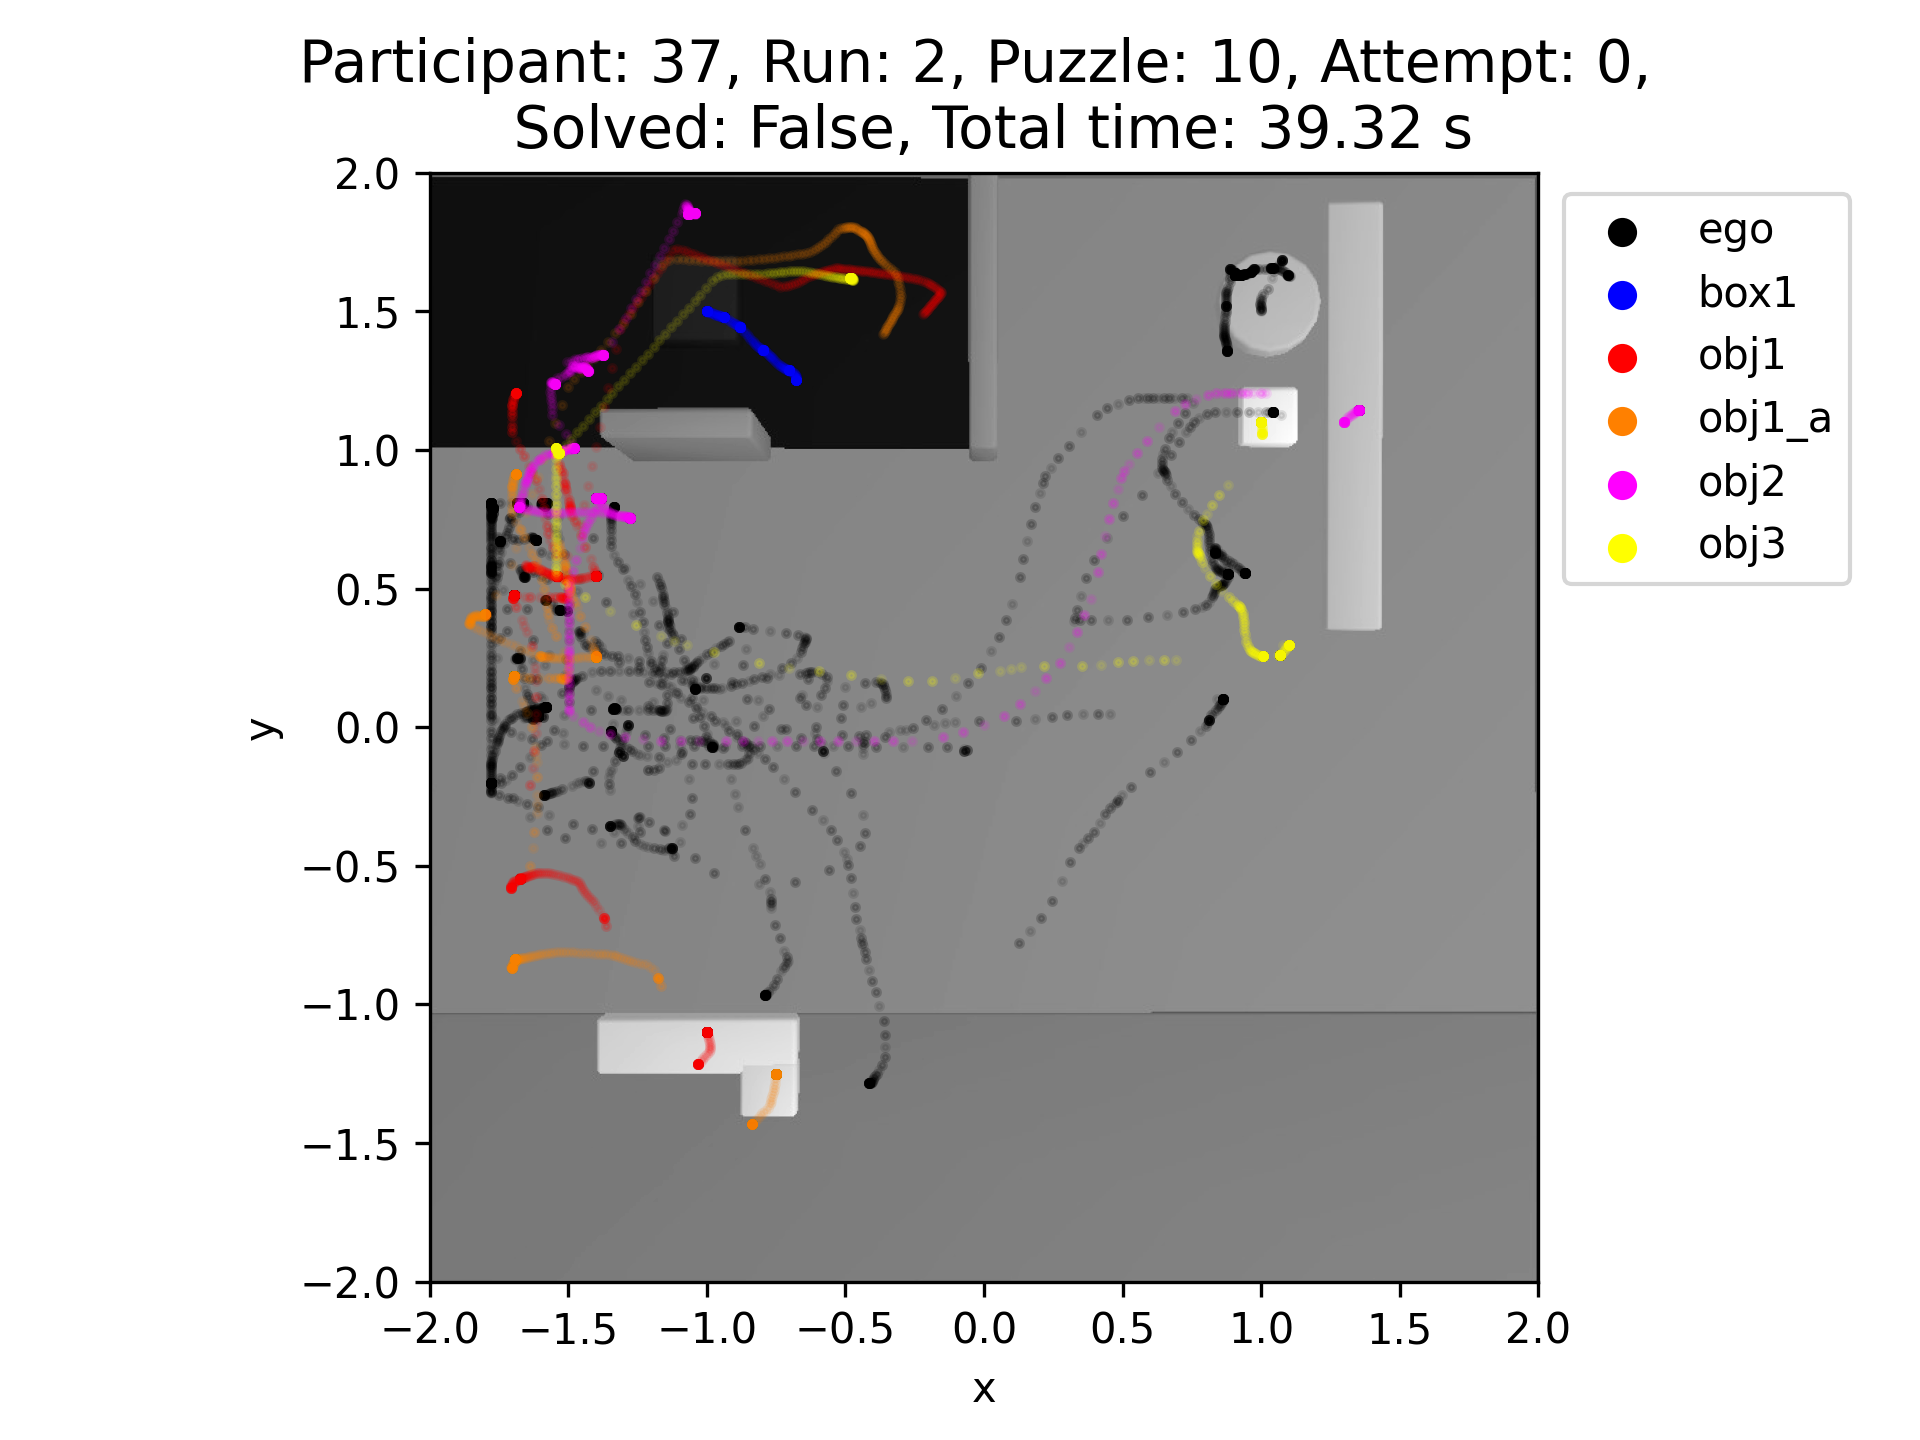 Participant: 37, Run: 2, Puzzle: 10, Attempt: 0,
Solved: False, Total time: 39.32 s
2.0
1.5
1.0
0.5
0.0
−0.5
−1.0
−1.5
−2.0
y
−2.0 −1.5 −1.0 −0.5 0.0 0.5 1.0 1.5 2.0
x
ego
box1
obj1
obj1_a
obj2
obj3